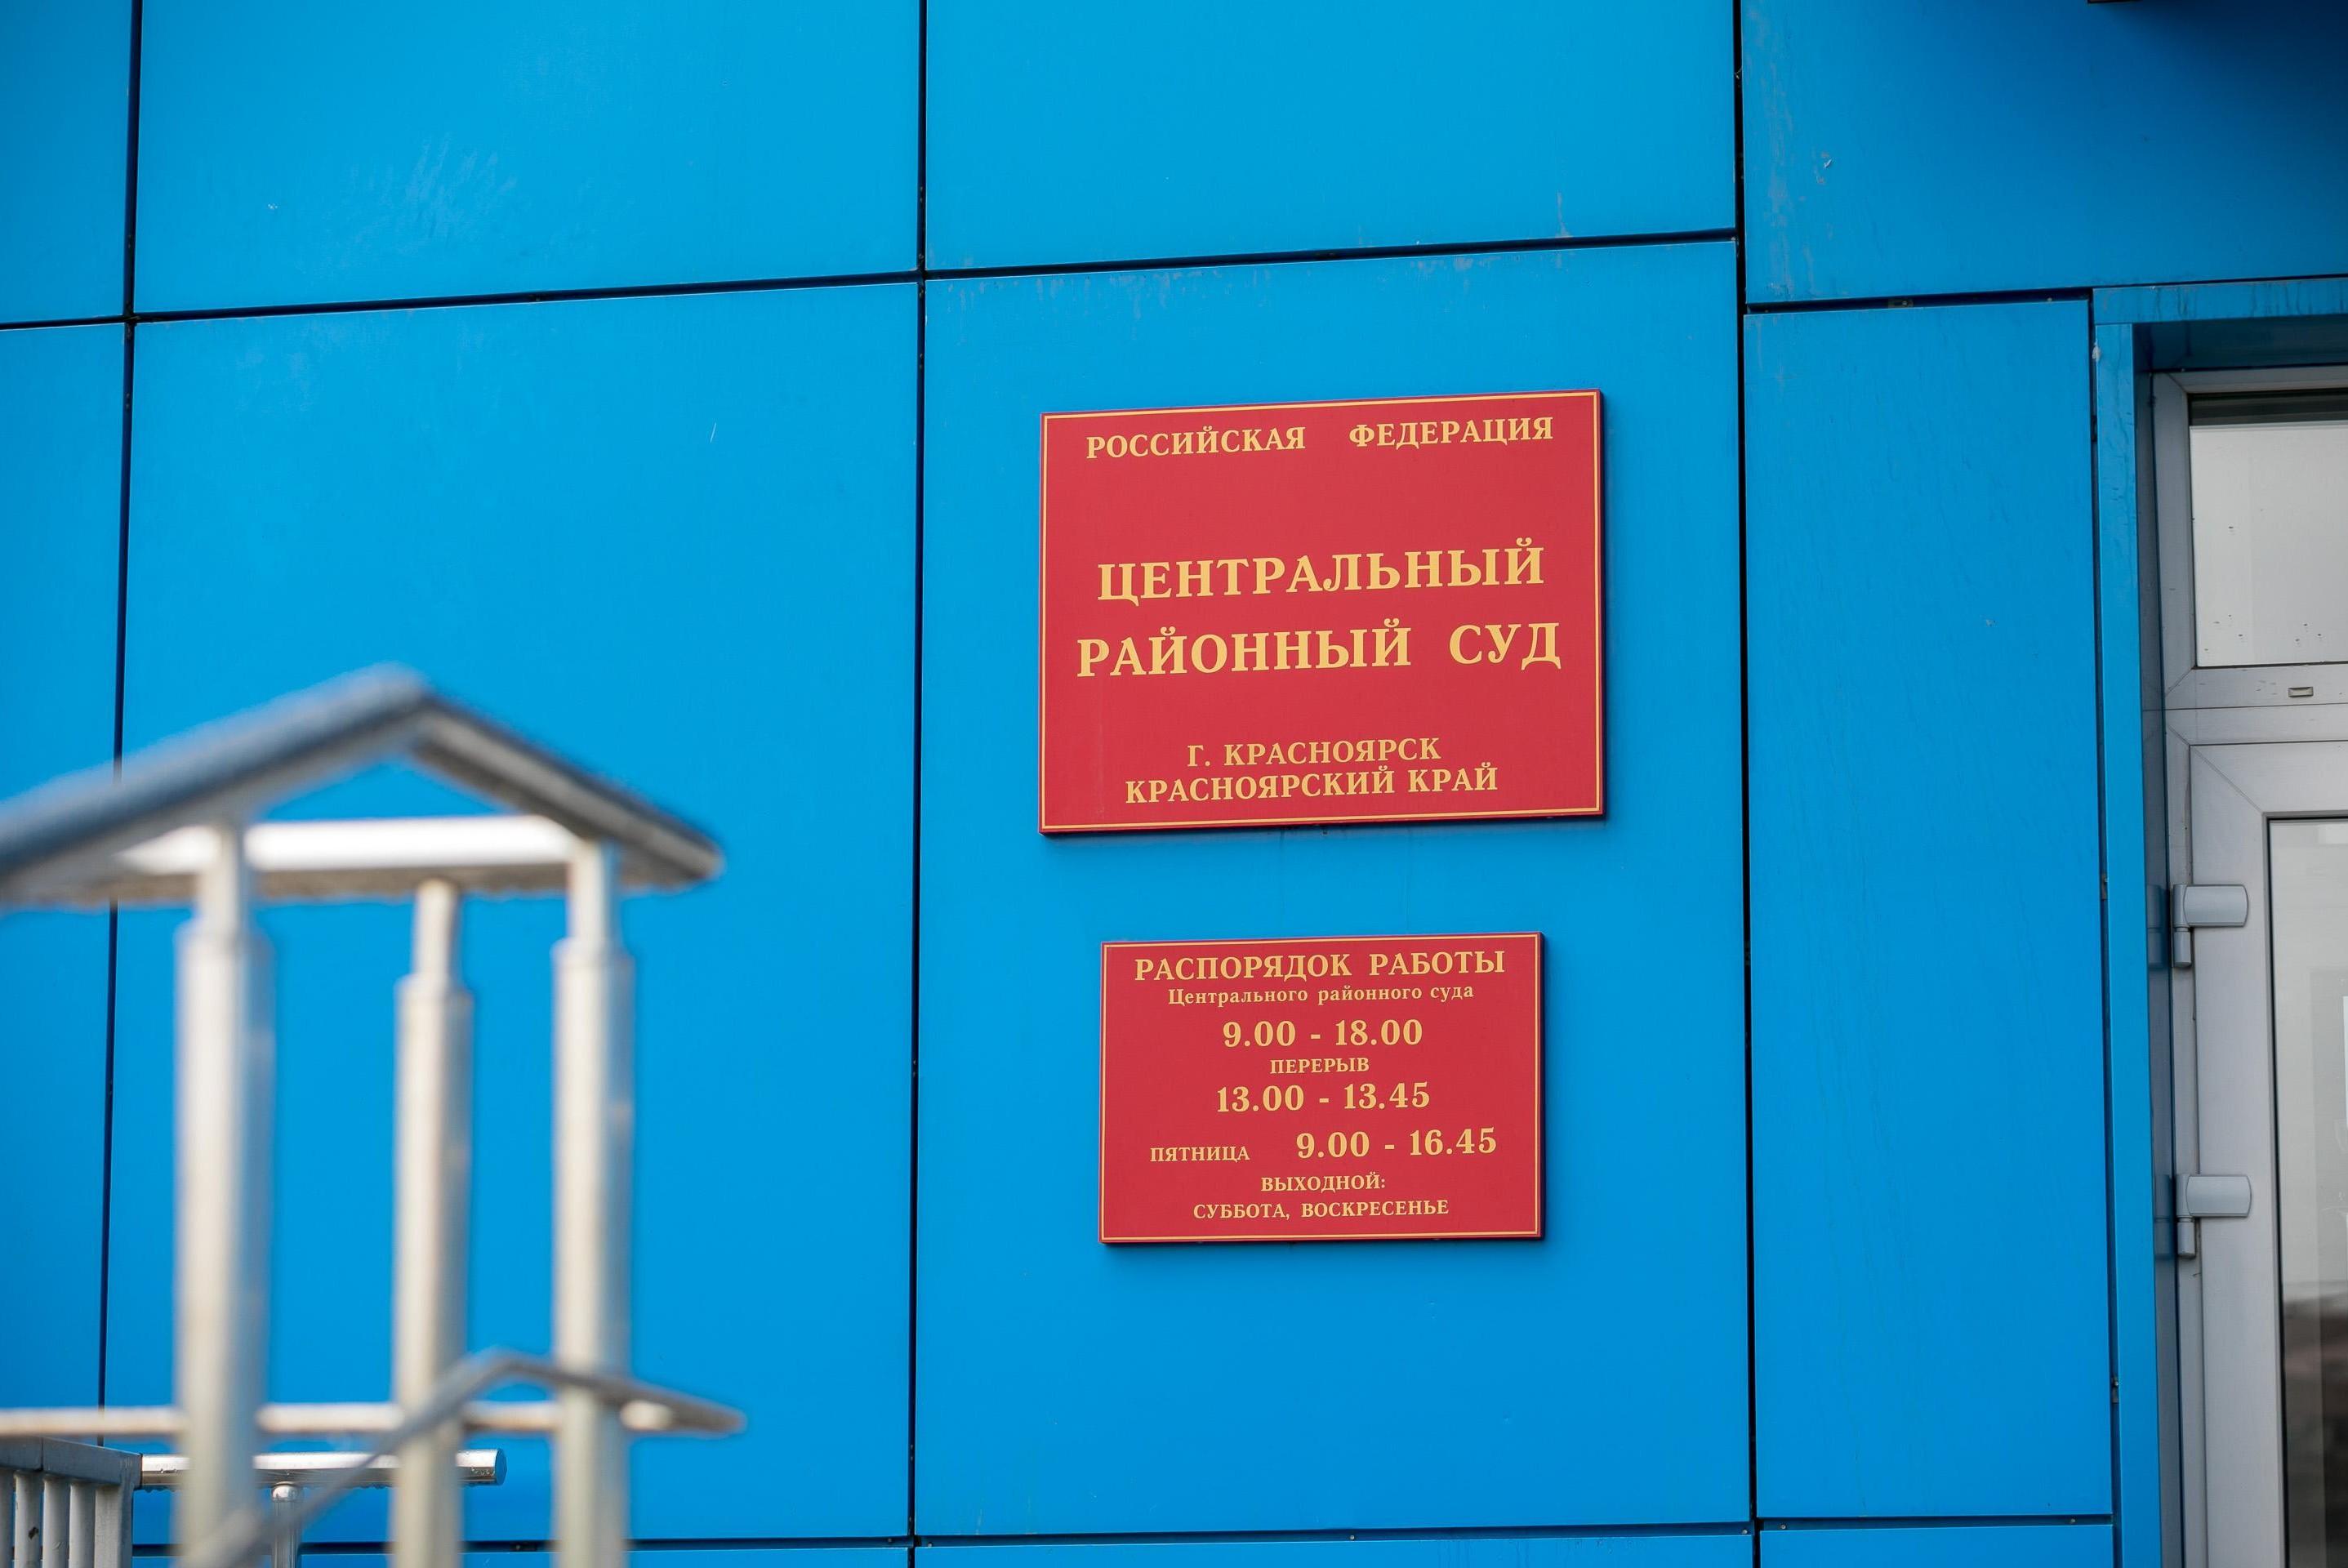 РОССИЙСКАЯ ФЕДЕРАЦИЯ
ЦЕНТРАЛЬНЫЙ
РАЙОННЫЙ СУД
Г. КРАСНОЯРСК
КРАСНОЯРСКИЙ КРАЙ
РАСПОРЯДОК РАБОТЫ
Центрального районного суда
9.00 - 18.00
ПЕРЕРЫВ
13.00 - 13.45
ПЯТНИЦА 9.00 - 16.45
ВЫХОДНОЙ:
СУББОТА, ВОСКРЕСЕНЬЕ